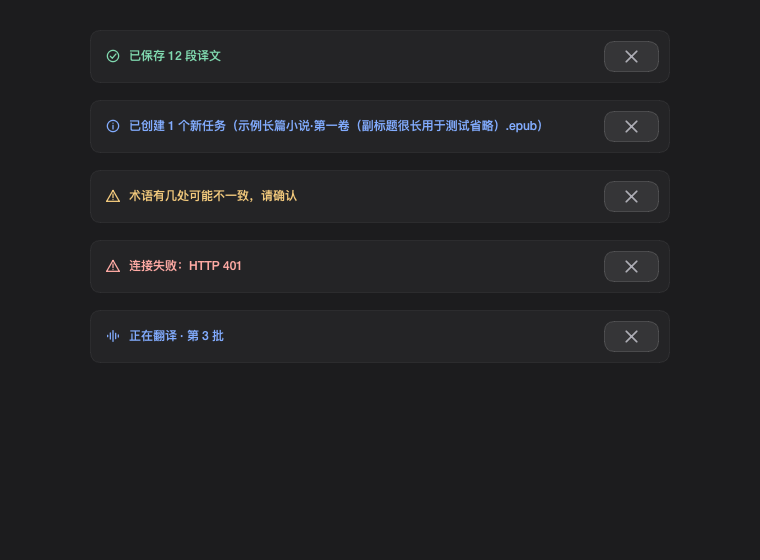 已保存 12 段译文
已创建 1 个新任务（示例长篇小说·第一卷（副标题很长用于测试省略）.epub）
术语有几处可能不一致，请确认
连接失败：HTTP 401
正在翻译 · 第 3 批